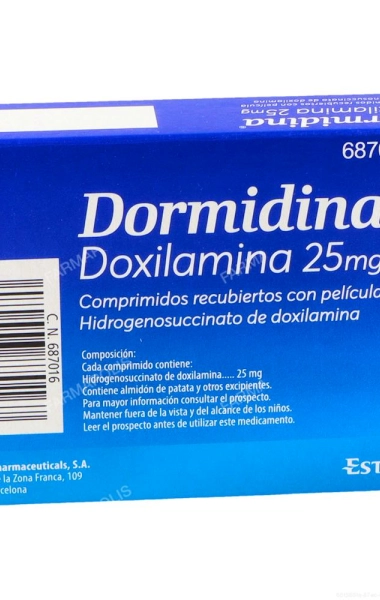 Dormidina
Doxilamina 25mg
Comprimidos recubiertos con película
Hidrogenosuccinato de doxilamina
Composición:
Cada comprimido contiene:
Hidrogenosuccinato de doxilamina..... 25 mg
Contiene almidón de patata y otros excipientes.
Para mayor información consultar el prospecto.
Mantener fuera de la vista y del alcance de los niños.
Leer el prospecto antes de utilizar este medicamento.
C. N. 687016
harmaceuticals, S.A.
la Zona Franca, 109
celona
EST